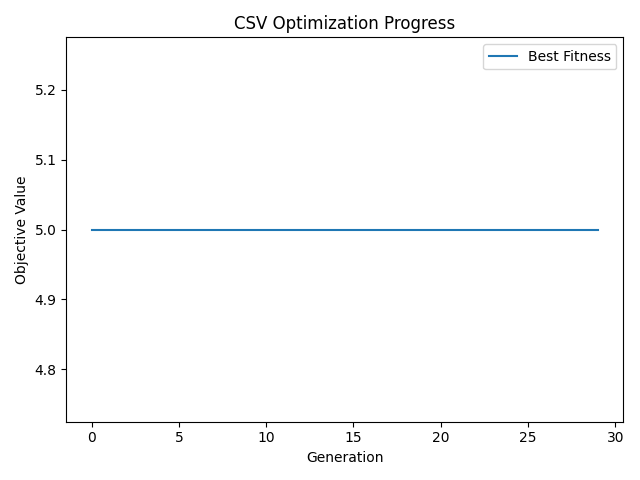 CSV Optimization Progress
Best Fitness
Objective Value
5.2
5.1
5.0
4.9
4.8
0 5 10 15 20 25 30
Generation